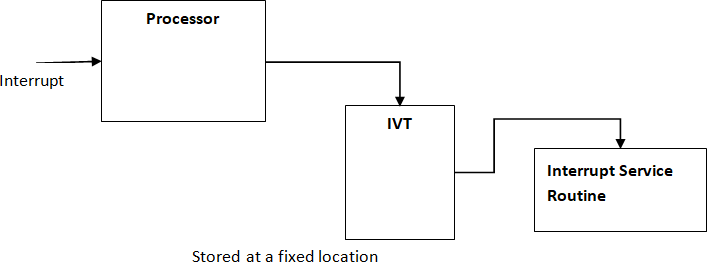 Processor
Interrupt
IVT
Interrupt Service
Routine
Stored at a fixed location